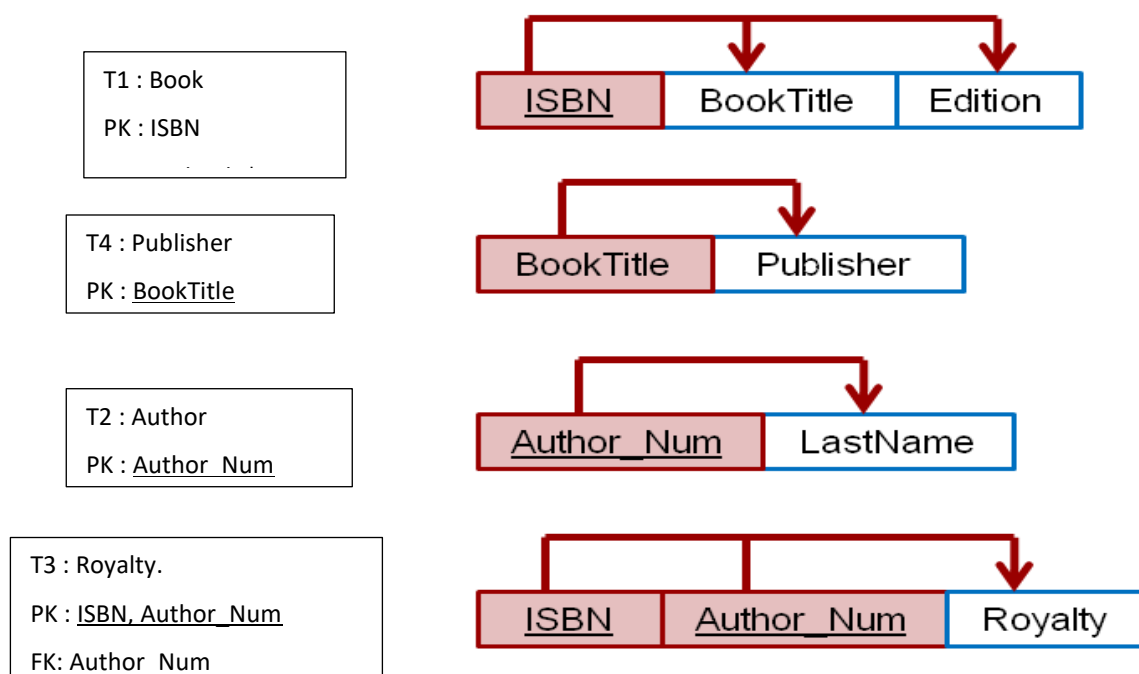 T1 : Book
PK : ISBN
ISBN BookTitle Edition
T4 : Publisher
PK : BookTitle
BookTitle Publisher
T2 : Author
PK : Author_Num
Author_Num LastName
T3 : Royalty.
PK : ISBN, Author_Num
FK: Author_Num
ISBN Author_Num Royalty